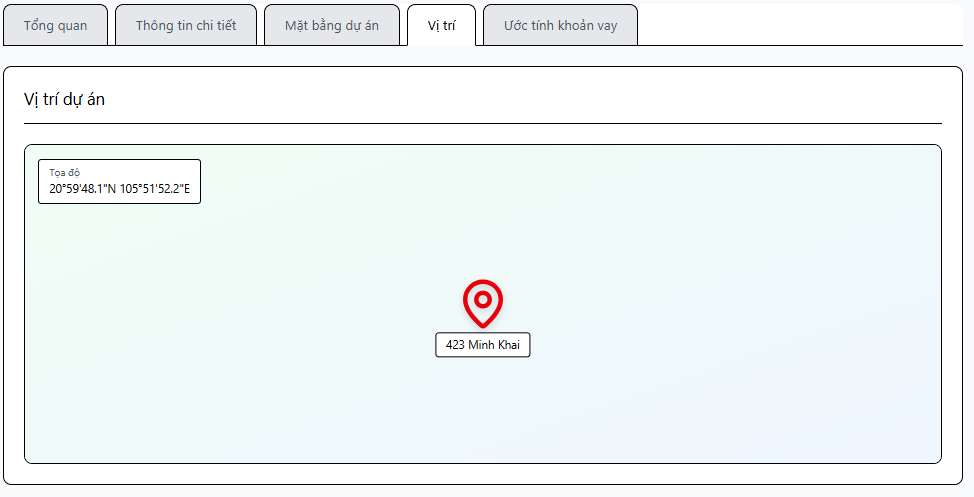 Tổng quan
Thông tin chi tiết
Mặt bằng dự án
Vị trí
Ước tính khoản vay
Vị trí dự án
Tọa độ
20°59'48.1"N 105°51'52.2"E
423 Minh Khai